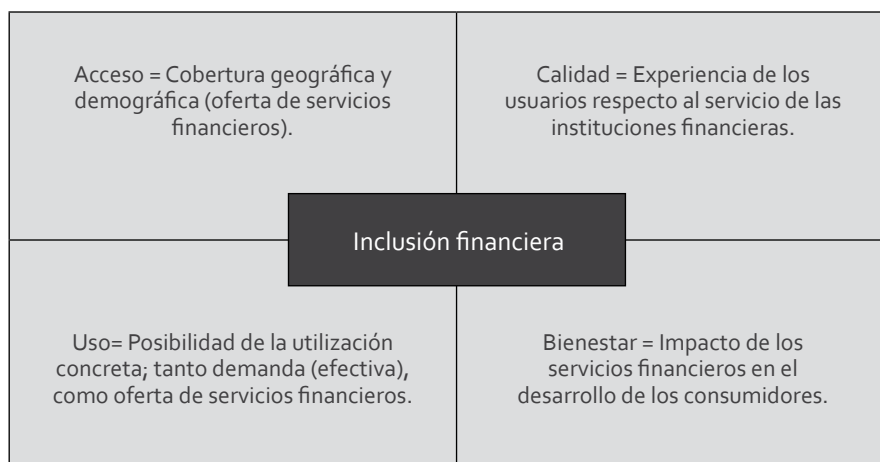 Acceso = Cobertura geográfica y
demográfica (oferta de servicios
financieros).
Calidad = Experiencia de los
usuarios respecto al servicio de las
instituciones financieras.
Inclusión financiera
Uso= Posibilidad de la utilización
concreta; tanto demanda (efectiva),
como oferta de servicios financieros.
Bienestar = Impacto de los
servicios financieros en el
desarrollo de los consumidores.